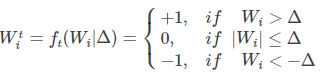 W_i^t = f_t(W_i|Δ) = { +1, if W_i > Δ
0, if |W_i| ≤ Δ
−1, if W_i < −Δ